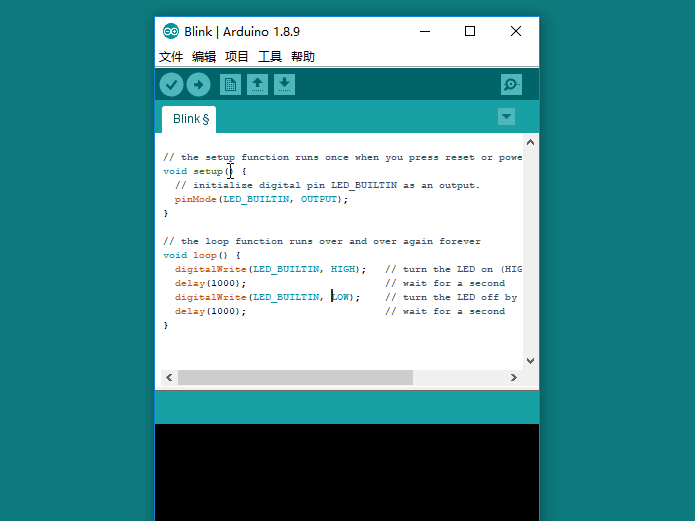 Blink | Arduino 1.8.9
文件 编辑 项目 工具 帮助
Blink §
// the setup function runs once when you press reset or powe
void setup() {
// initialize digital pin LED_BUILTIN as an output.
pinMode(LED_BUILTIN, OUTPUT);
}
// the loop function runs over and over again forever
void loop() {
digitalWrite(LED_BUILTIN, HIGH); // turn the LED on (HIG
delay(1000); // wait for a second
digitalWrite(LED_BUILTIN, LOW); // turn the LED off by
delay(1000); // wait for a second
}